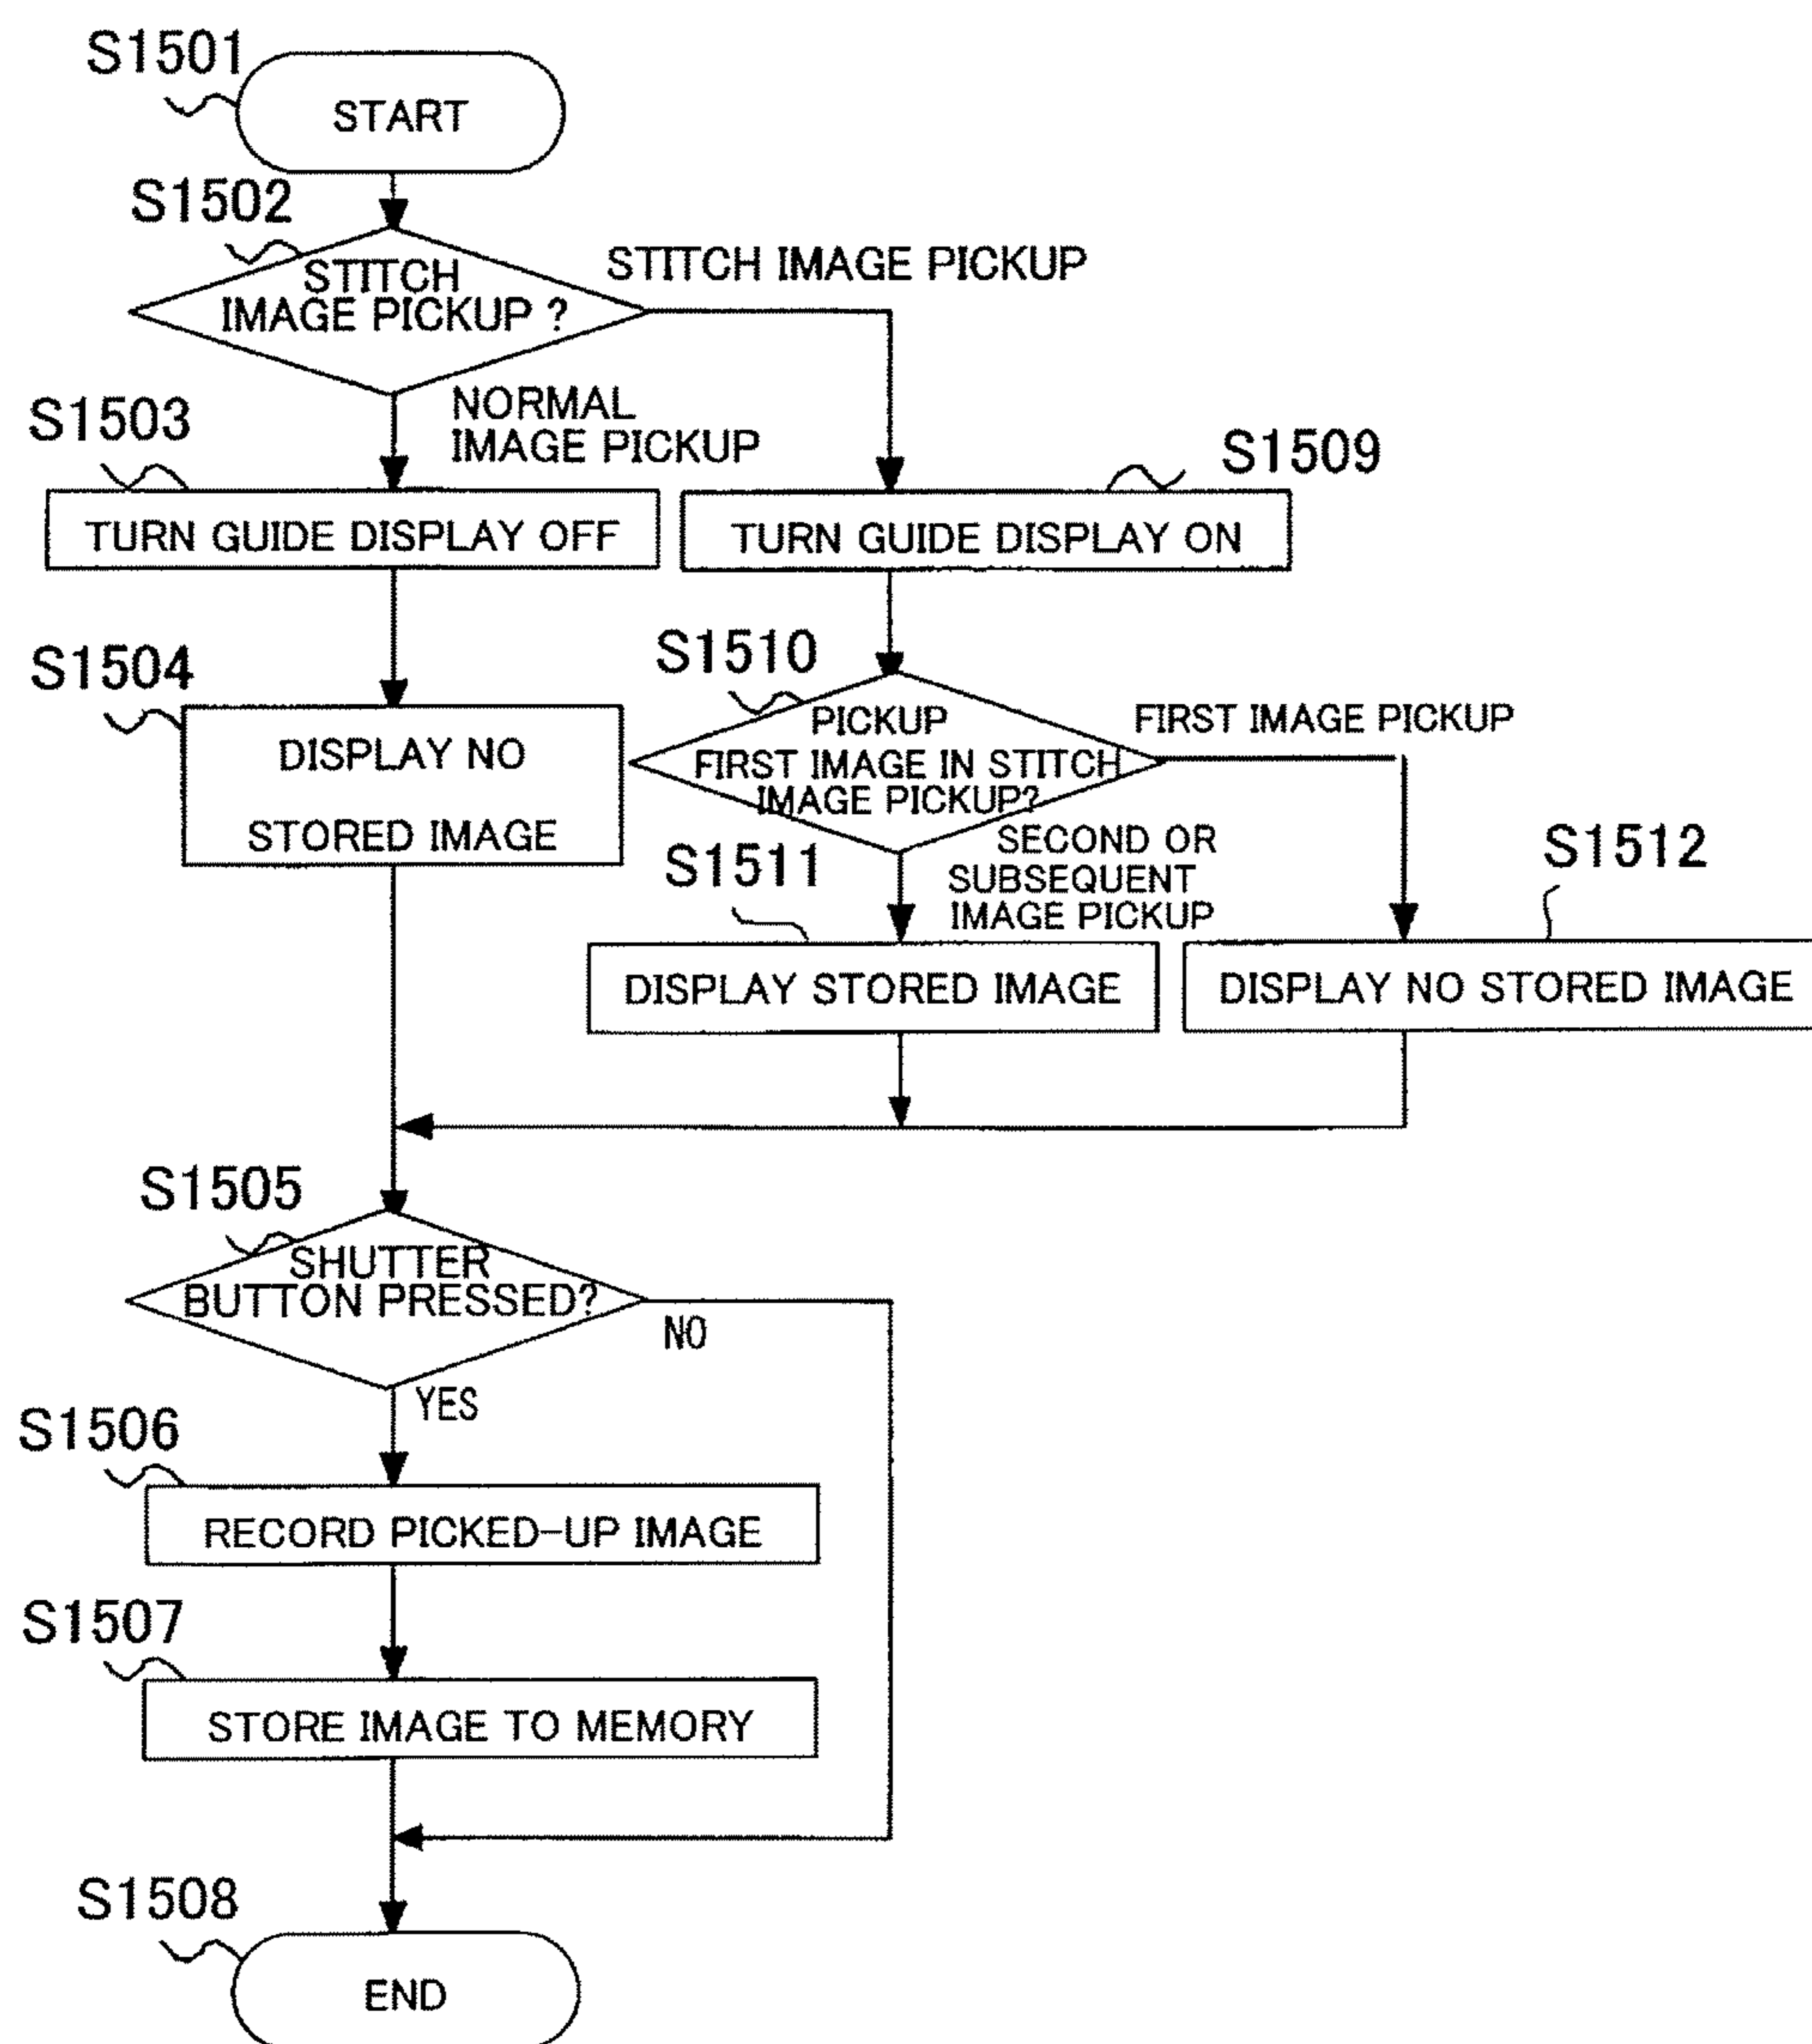 S1501
START
S1502
STITCH
IMAGE PICKUP ?
STITCH IMAGE PICKUP
NORMAL
IMAGE PICKUP
S1503
TURN GUIDE DISPLAY OFF
S1509
TURN GUIDE DISPLAY ON
S1504
DISPLAY NO
STORED IMAGE
S1510
PICKUP
FIRST IMAGE IN STITCH
IMAGE PICKUP?
FIRST IMAGE PICKUP
SECOND OR
SUBSEQUENT
IMAGE PICKUP
S1511
DISPLAY STORED IMAGE
S1512
DISPLAY NO STORED IMAGE
S1505
SHUTTER
BUTTON PRESSED?
NO
YES
S1506
RECORD PICKED-UP IMAGE
S1507
STORE IMAGE TO MEMORY
S1508
END